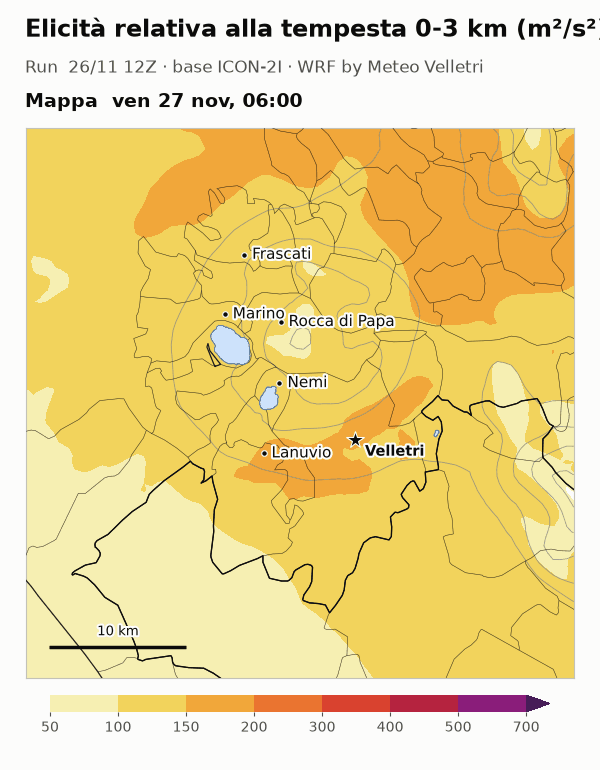 Elicità relativa alla tempesta 0-3 km (m²/s²)
Run  26/11 12Z · base ICON-2I · WRF by Meteo Velletri
Mappa  ven 27 nov, 06:00
Frascati
Marino
Rocca di Papa
Nemi
Lanuvio
Velletri
10 km
50 100 150 200 300 400 500 700